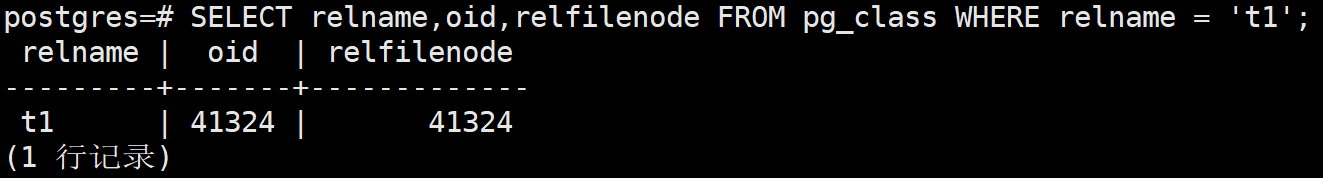 postgres=# SELECT relname,oid,relfilenode FROM pg_class WHERE relname = 't1';
 relname |  oid  | relfilenode
---------+-------+-------------
 t1      | 41324 |       41324
(1 行记录)